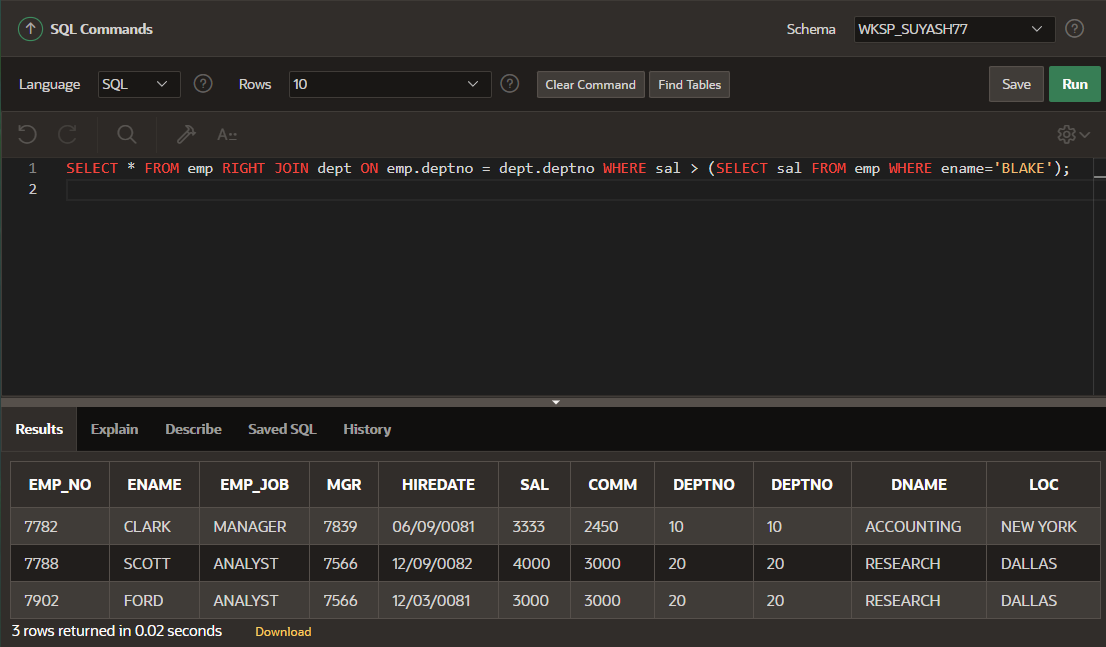 SQL Commands Schema WKSP_SUYASH77 ?
Language SQL ? Rows 10 ? Clear Command Find Tables Save Run
A::
1 SELECT * FROM emp RIGHT JOIN dept ON emp.deptno = dept.deptno WHERE sal > (SELECT sal FROM emp WHERE ename='BLAKE');
2
Results Explain Describe Saved SQL History
EMP_NO ENAME EMP_JOB MGR HIREDATE SAL COMM DEPTNO DEPTNO DNAME LOC
7782 CLARK MANAGER 7839 06/09/0081 3333 2450 10 10 ACCOUNTING NEW YORK
7788 SCOTT ANALYST 7566 12/09/0082 4000 3000 20 20 RESEARCH DALLAS
7902 FORD ANALYST 7566 12/03/0081 3000 3000 20 20 RESEARCH DALLAS
3 rows returned in 0.02 seconds Download